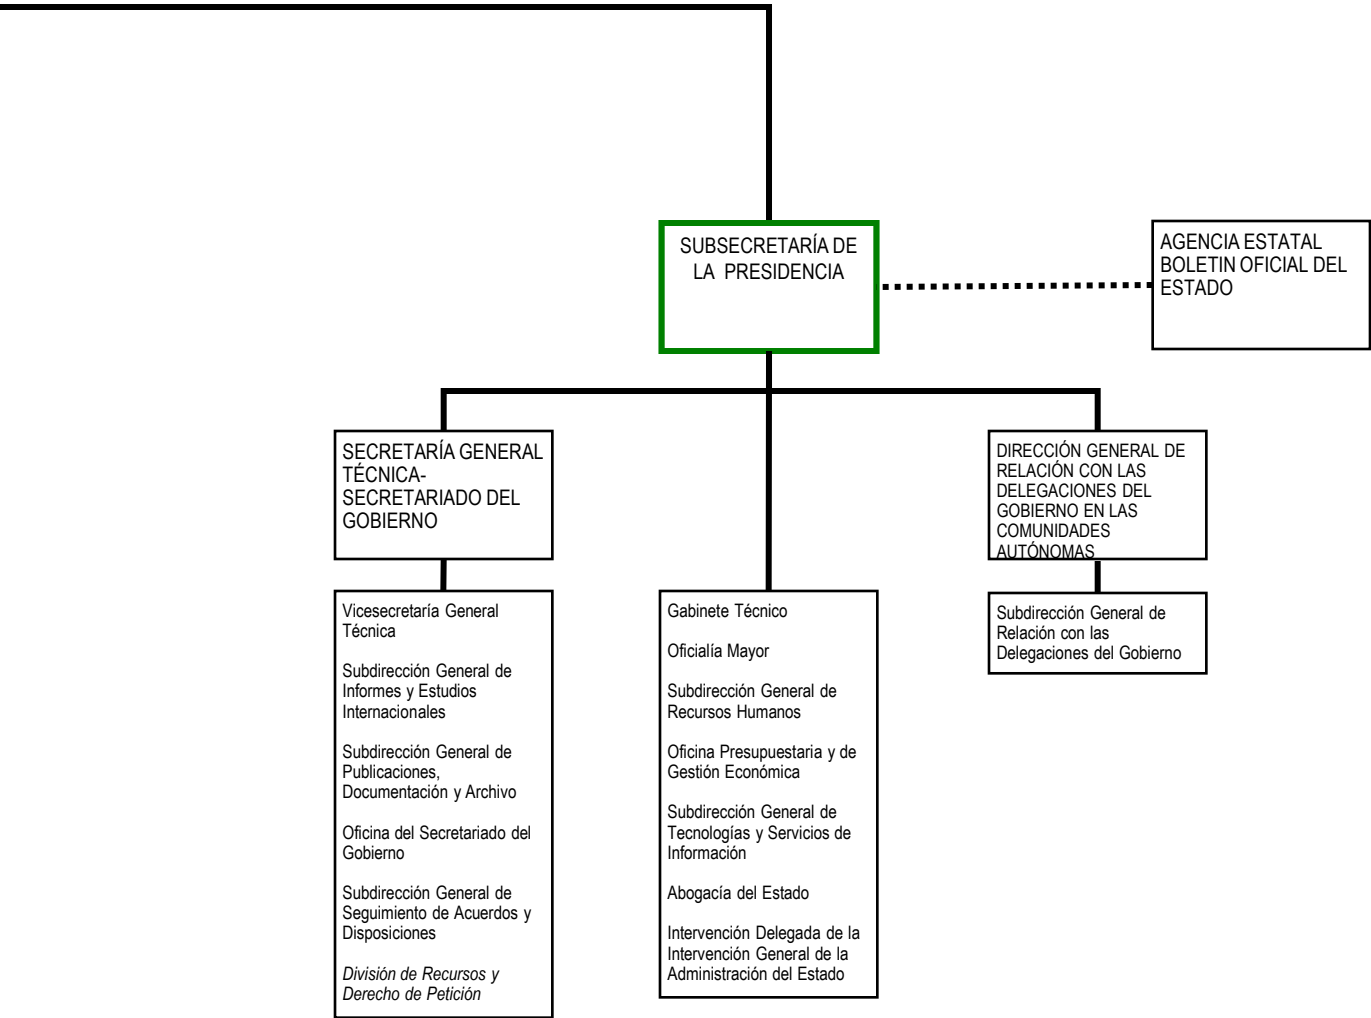 SUBSECRETARÍA DE
LA PRESIDENCIA
AGENCIA ESTATAL
BOLETIN OFICIAL DEL
ESTADO
SECRETARÍA GENERAL
TÉCNICA-
SECRETARIADO DEL
GOBIERNO
DIRECCIÓN GENERAL DE
RELACIÓN CON LAS
DELEGACIONES DEL
GOBIERNO EN LAS
COMUNIDADES
AUTÓNOMAS
Vicesecretaría General
Técnica
Subdirección General de
Informes y Estudios
Internacionales
Subdirección General de
Publicaciones,
Documentación y Archivo
Oficina del Secretariado del
Gobierno
Subdirección General de
Seguimiento de Acuerdos y
Disposiciones
División de Recursos y
Derecho de Petición
Gabinete Técnico
Oficialía Mayor
Subdirección General de
Recursos Humanos
Oficina Presupuestaria y de
Gestión Económica
Subdirección General de
Tecnologías y Servicios de
Información
Abogacía del Estado
Intervención Delegada de la
Intervención General de la
Administración del Estado
Subdirección General de
Relación con las
Delegaciones del Gobierno